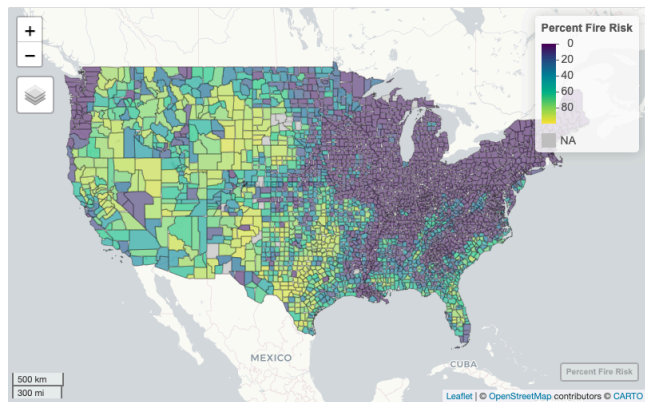 +
−
Percent Fire Risk
0
20
40
60
80
NA
MEXICO
CUBA
500 km
300 mi
Percent Fire Risk
Leaflet | © OpenStreetMap contributors © CARTO